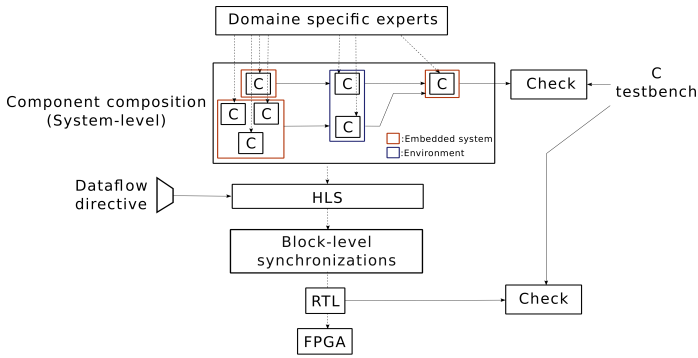 Domaine specific experts
C
C
C
Check
C
testbench
Component composition
(System-level)
C
C
C
C
:Embedded system
:Environment
Dataflow
directive
HLS
Block-level
synchronizations
RTL
Check
FPGA